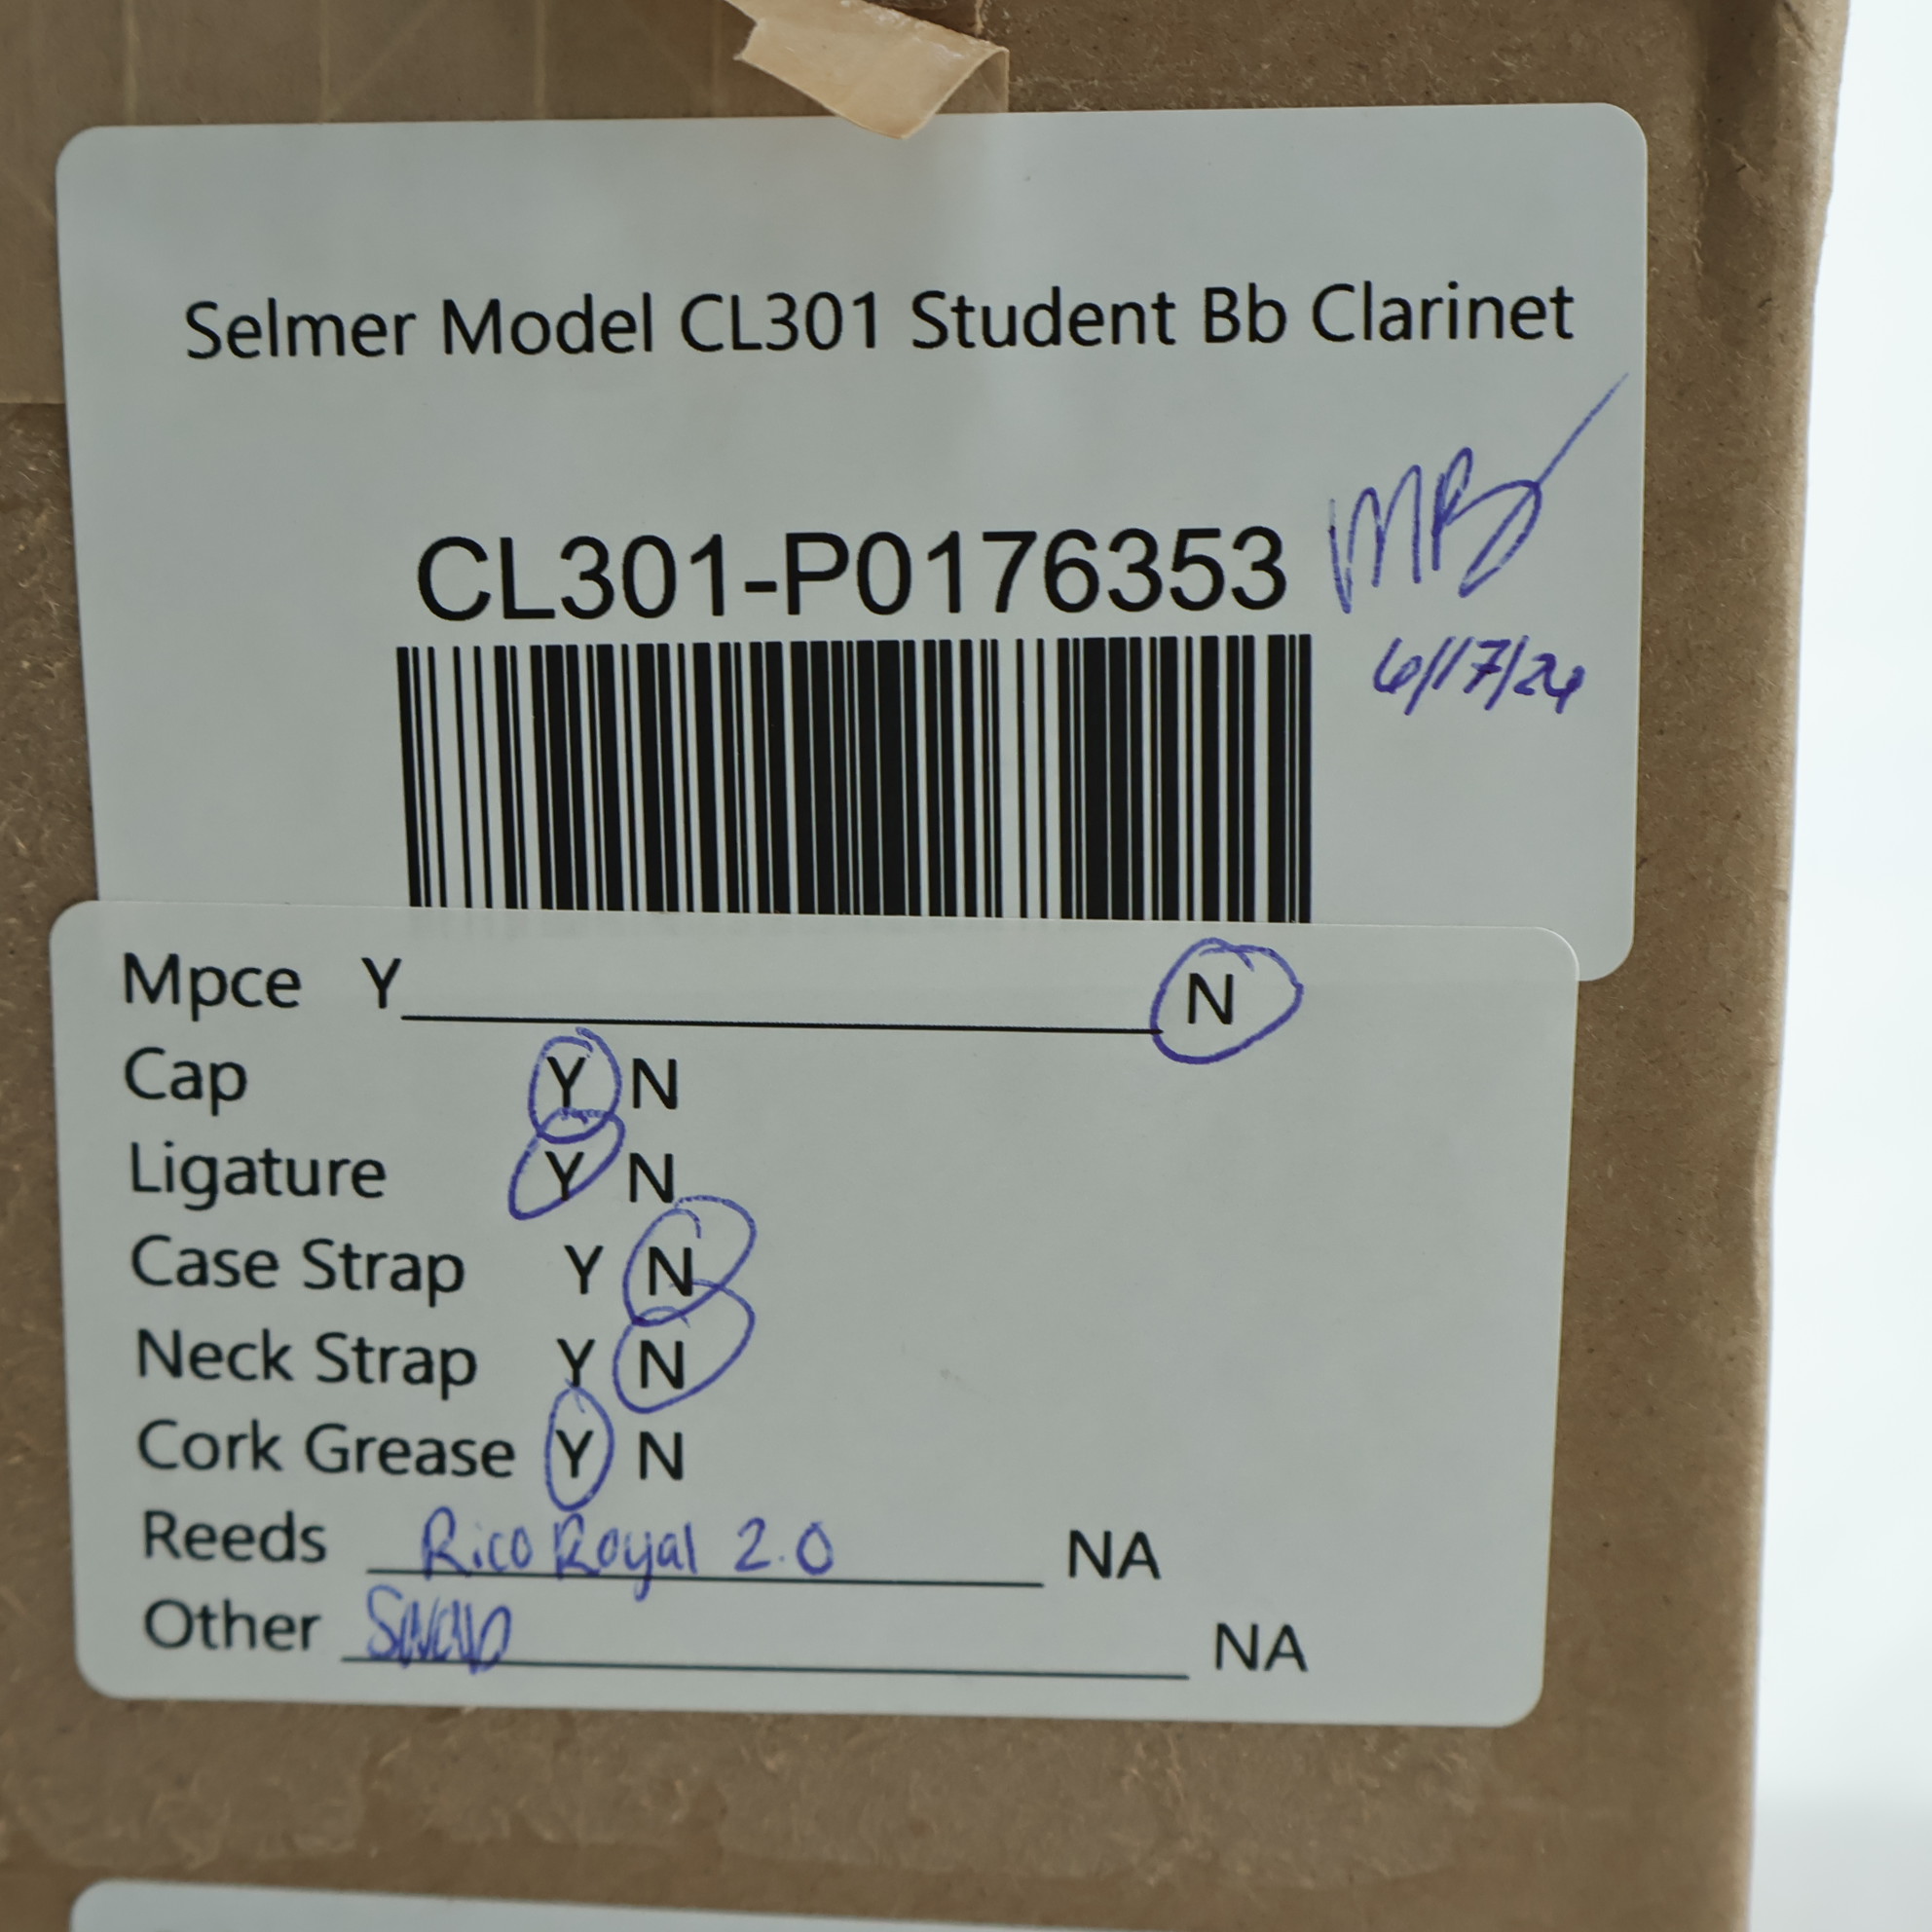 Selmer Model CL301 Student Bb Clarinet
CL301-P0176353
6/17/24
Mpce Y N
Cap Y N
Ligature Y N
Case Strap Y N
Neck Strap Y N
Cork Grease Y N
Reeds Rico Royal 2.0 NA
Other Swab NA